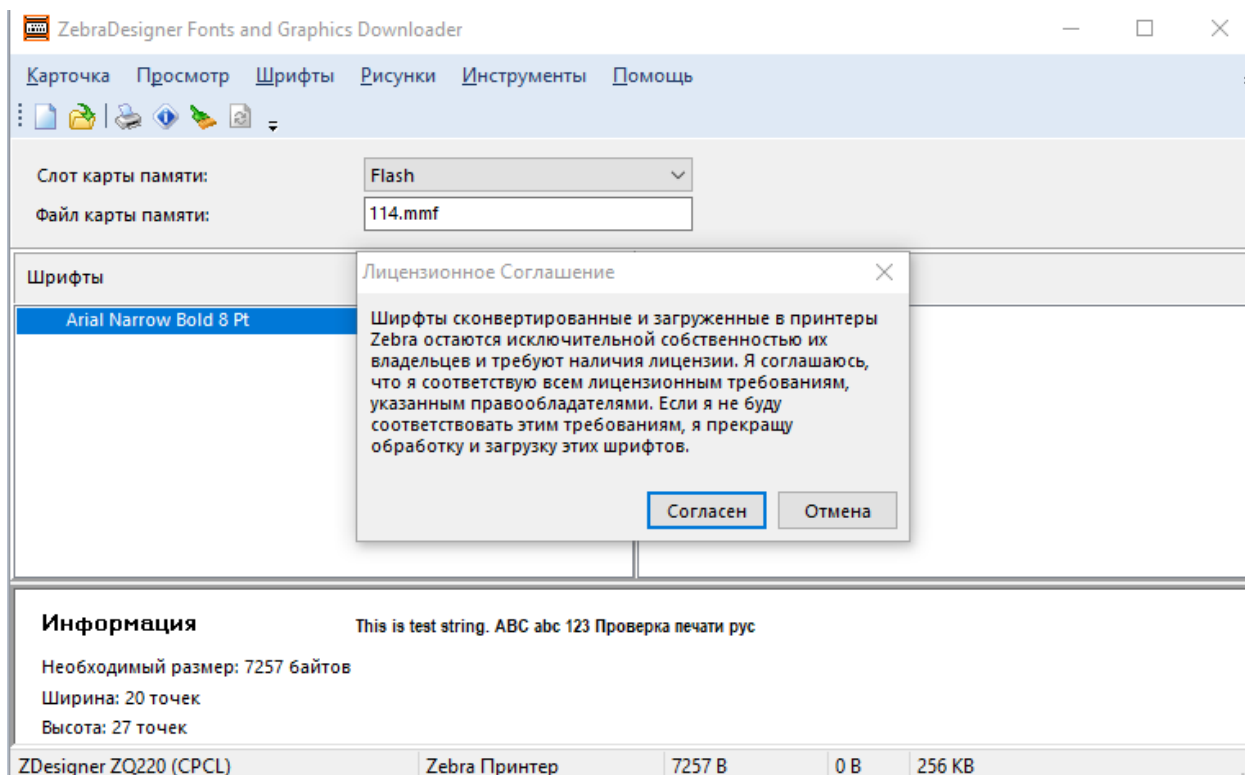 ZebraDesigner Fonts and Graphics Downloader
Карточка Просмотр Шрифты Рисунки Инструменты Помощь
Слот карты памяти: Flash
Файл карты памяти: 114.mmf
Шрифты
Arial Narrow Bold 8 Pt
Лицензионное Соглашение
Ширфты сконвертированные и загруженные в принтеры
Zebra остаются исключительной собственностью их
владельцев и требуют наличия лицензии. Я соглашаюсь,
что я соответствую всем лицензионным требованиям,
указанным правообладателями. Если я не буду
соответствовать этим требованиям, я прекращу
обработку и загрузку этих шрифтов.
Согласен Отмена
Информация This is test string. ABC abc 123 Проверка печати рус
Необходимый размер: 7257 байтов
Ширина: 20 точек
Высота: 27 точек
ZDesigner ZQ220 (CPCL) Zebra Принтер 7257 B 0 B 256 KB